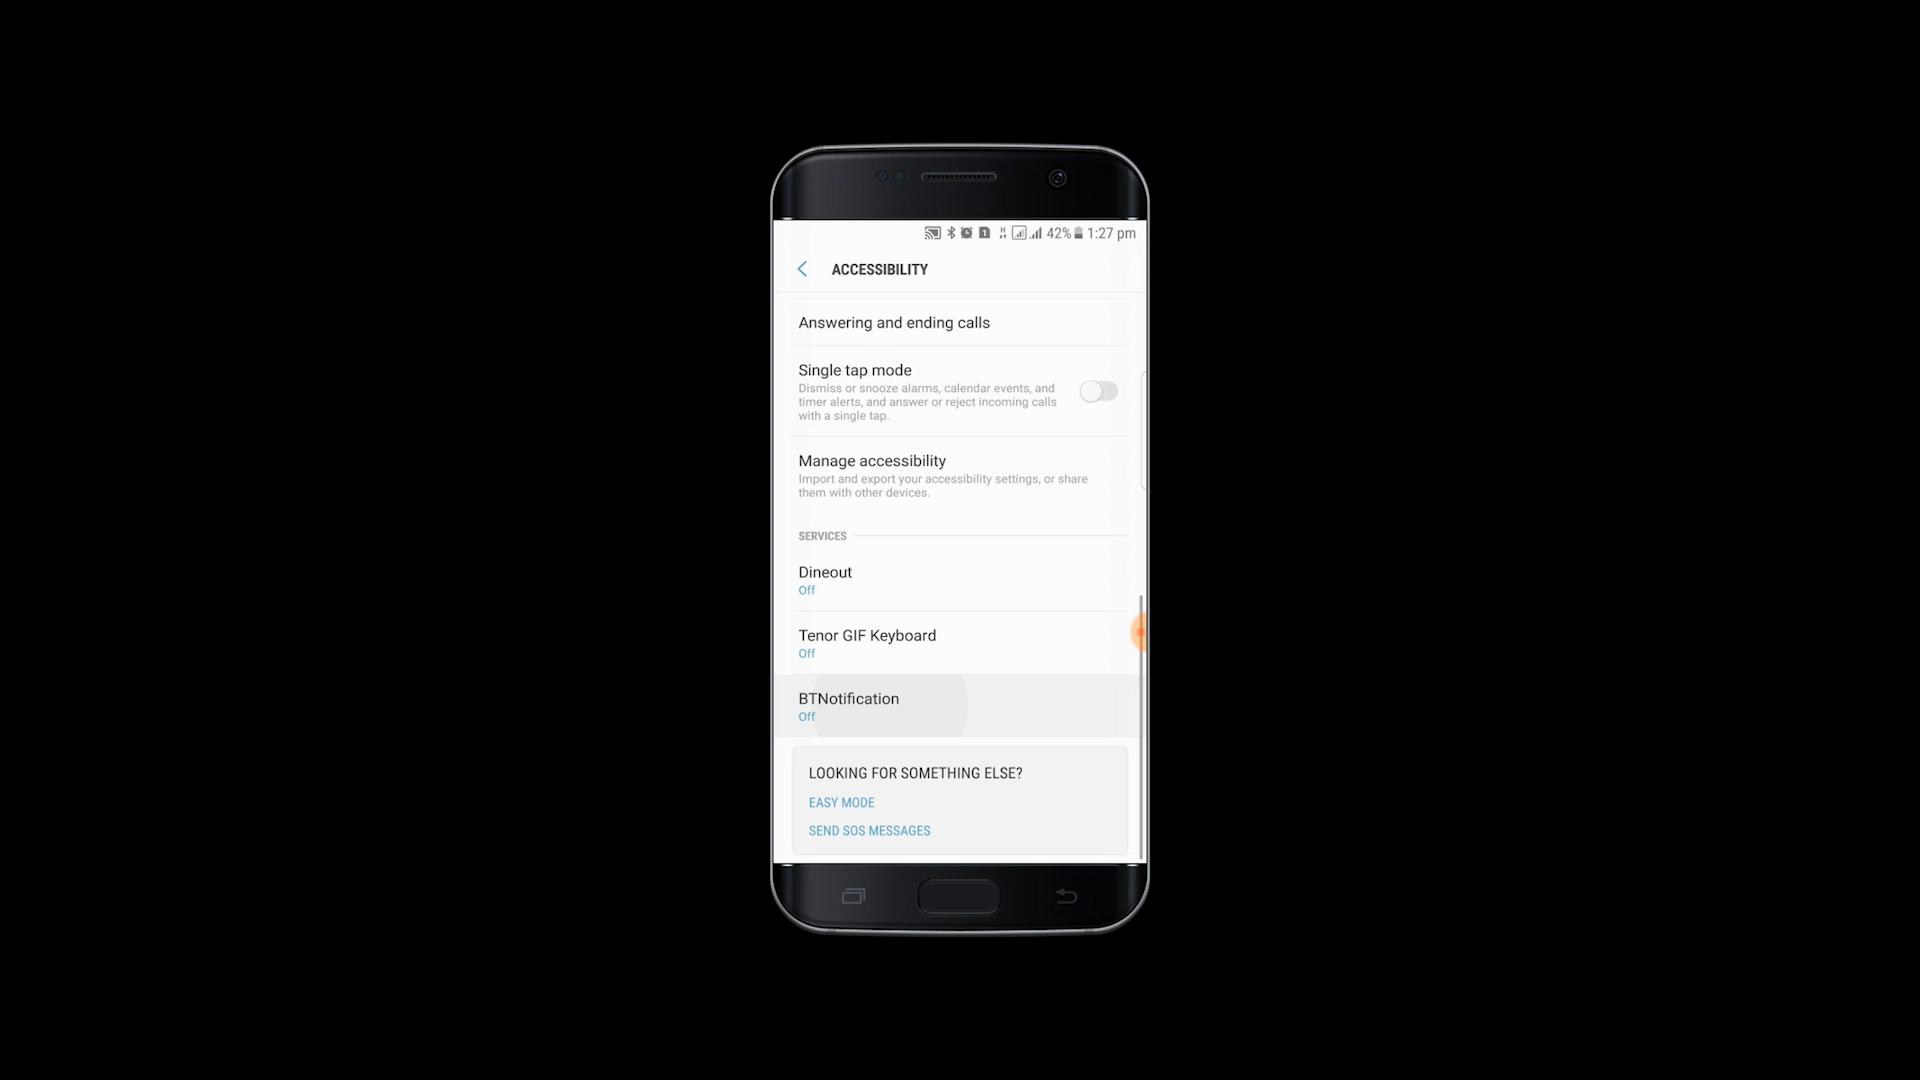 42% 1:27 pm
ACCESSIBILITY
Answering and ending calls
Single tap mode
Dismiss or snooze alarms, calendar events, and
timer alerts, and answer or reject incoming calls
with a single tap.
Manage accessibility
Import and export your accessibility settings, or share
them with other devices.
SERVICES
Dineout
Off
Tenor GIF Keyboard
Off
BTNotification
Off
LOOKING FOR SOMETHING ELSE?
EASY MODE
SEND SOS MESSAGES